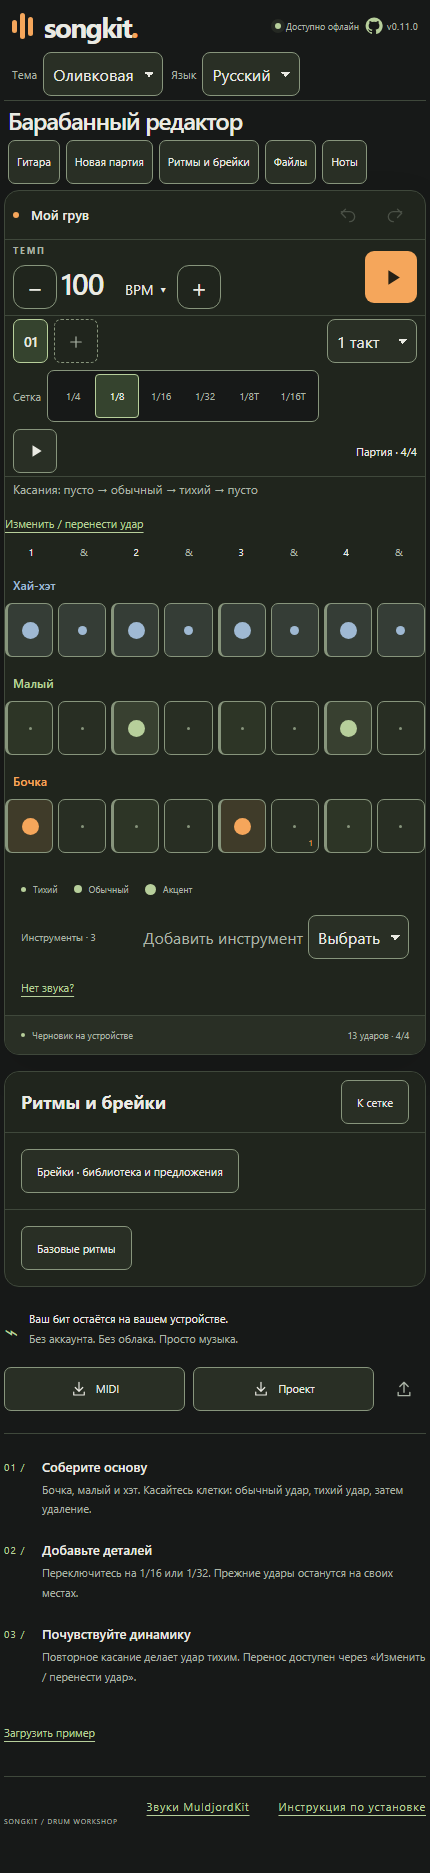 songkit.
Доступно офлайн
v0.11.0
Тема
Оливковая
Язык
Русский
Барабанный редактор
Гитара
Новая партия
Ритмы и брейки
Файлы
Ноты
Мой грув
ТЕМП
− 100 BPM ▾ +
01
+
1 такт
Сетка
1/4
1/8
1/16
1/32
1/8T
1/16T
Партия · 4/4
Касания: пусто → обычный → тихий → пусто
Изменить / перенести удар
1 & 2 & 3 & 4 &
Хай-хэт
Малый
Бочка
1
Тихий
Обычный
Акцент
Инструменты · 3
Добавить инструмент
Выбрать
Нет звука?
Черновик на устройстве
13 ударов · 4/4
Ритмы и брейки
К сетке
Брейки · библиотека и предложения
Базовые ритмы
Ваш бит остаётся на вашем устройстве.
Без аккаунта. Без облака. Просто музыка.
MIDI
Проект
01 /
Соберите основу
Бочка, малый и хэт. Касайтесь клетки: обычный удар, тихий удар, затем
удаление.
02 /
Добавьте деталей
Переключитесь на 1/16 или 1/32. Прежние удары останутся на своих
местах.
03 /
Почувствуйте динамику
Повторное касание делает удар тихим. Перенос доступен через «Изменить
/ перенести удар».
Загрузить пример
SONGKIT / DRUM WORKSHOP
Звуки MuldjordKit
Инструкция по установке